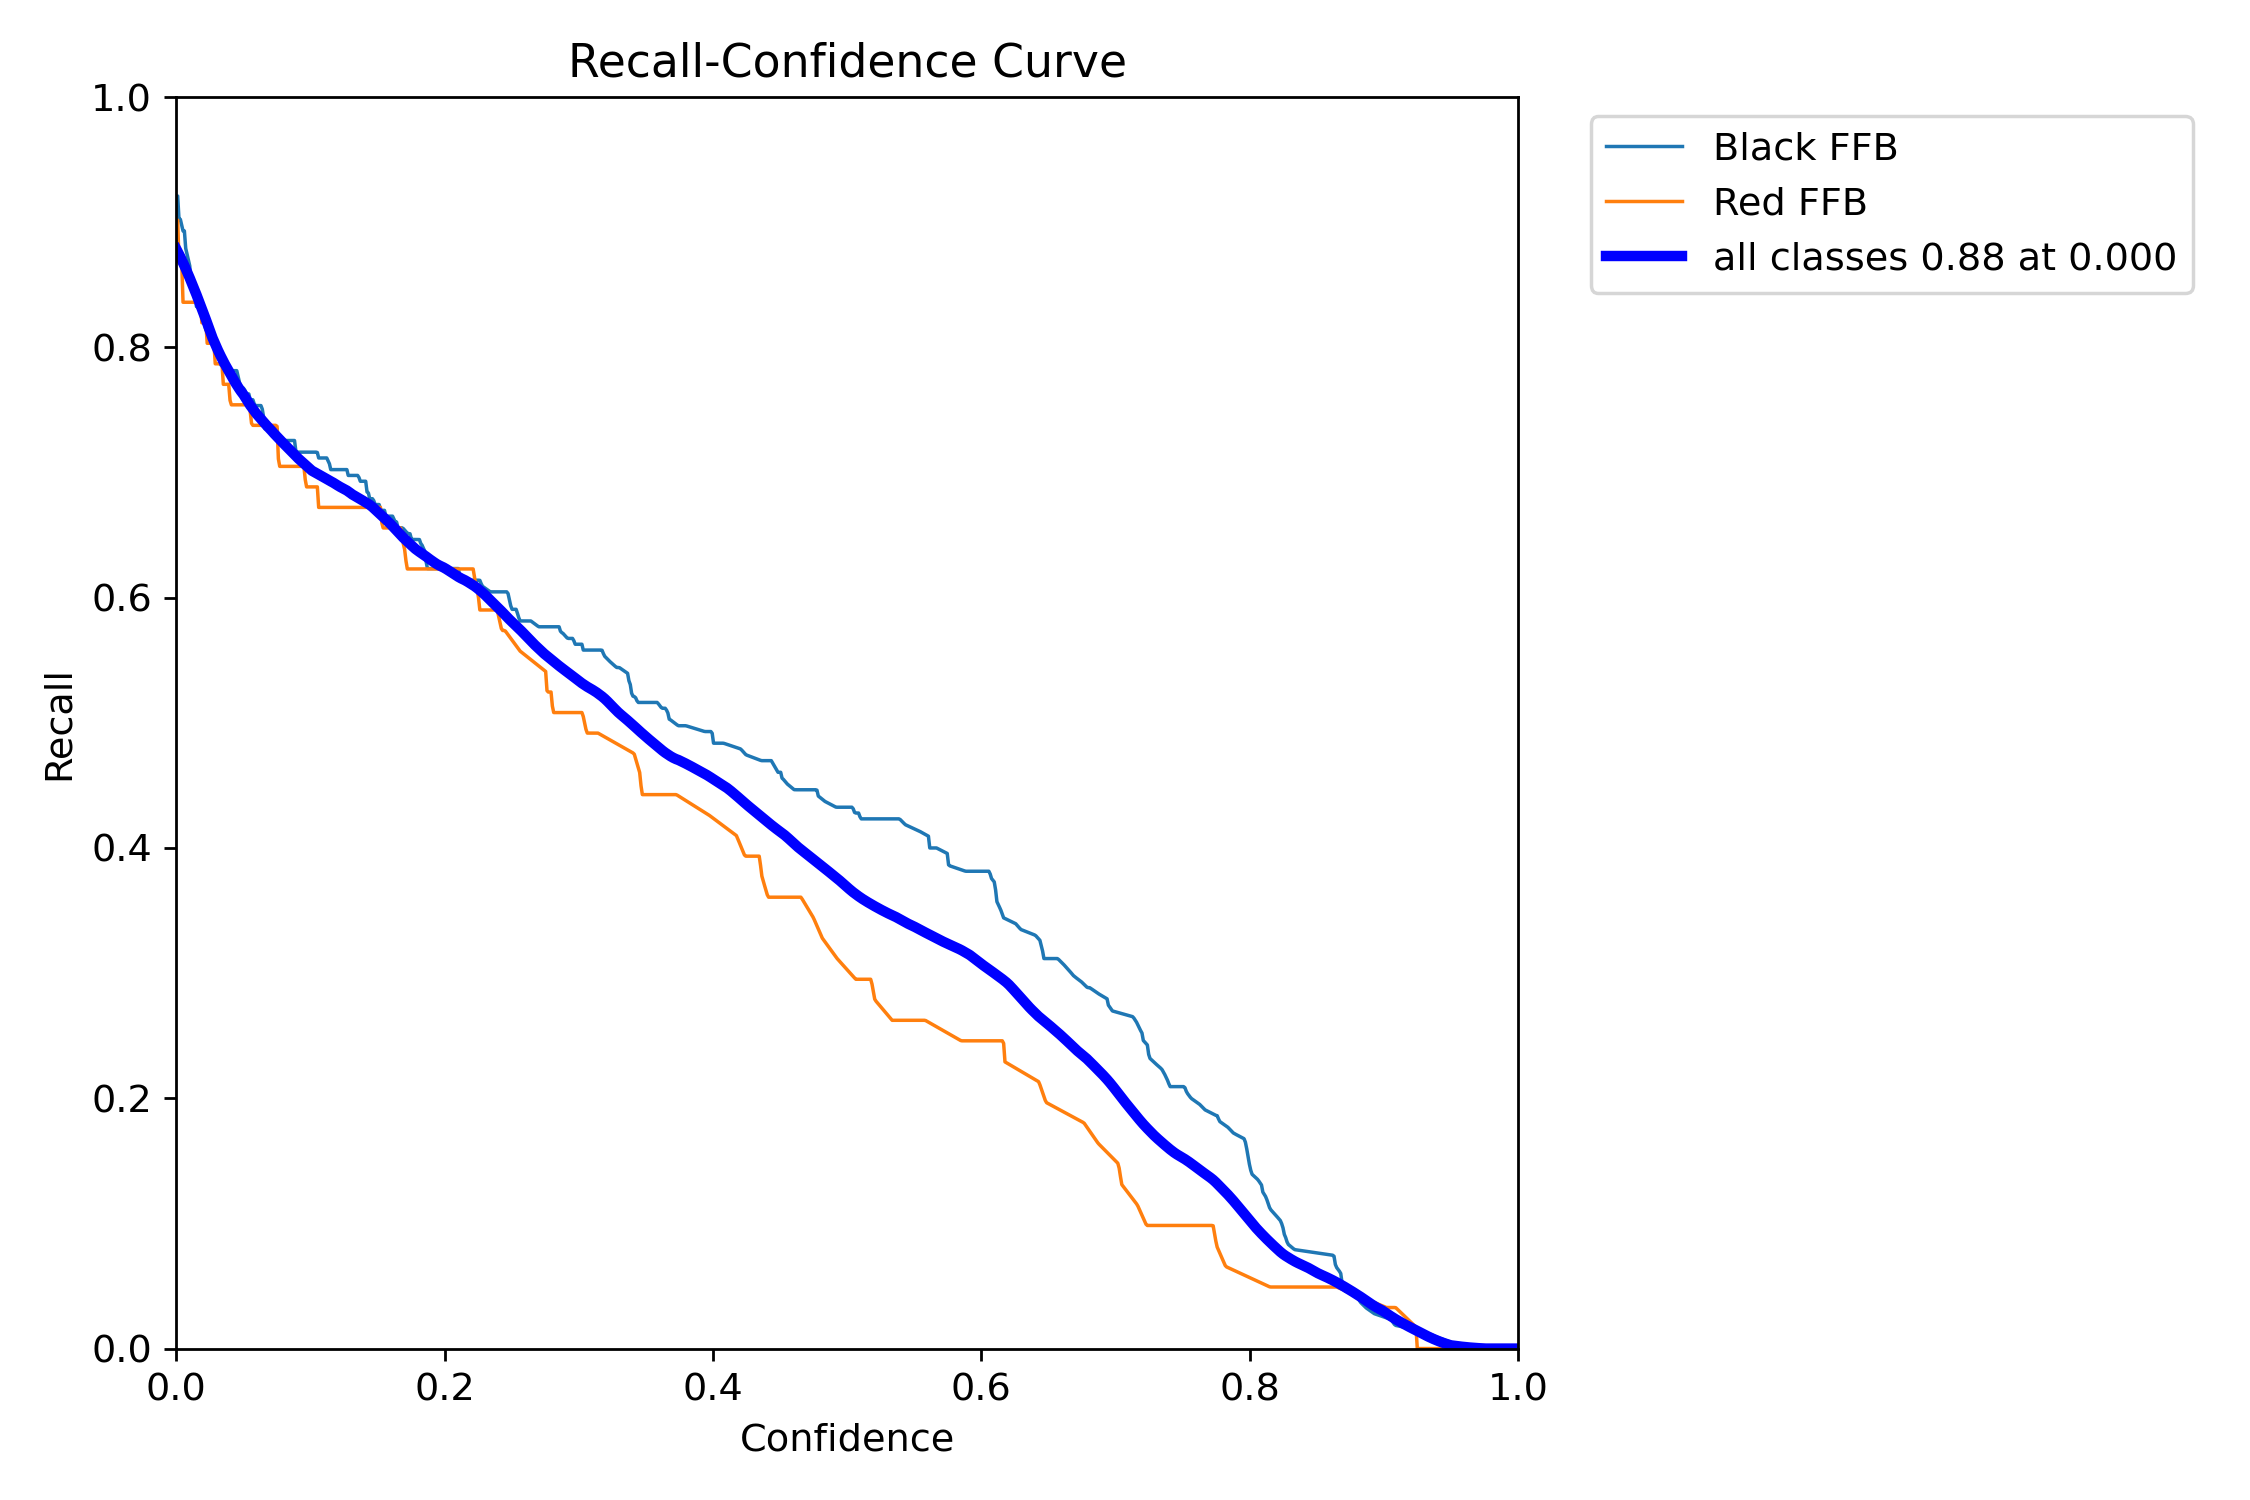 Recall-Confidence Curve
1.0
0.8
0.6
0.4
0.2
0.0
Recall
0.0 0.2 0.4 0.6 0.8 1.0
Confidence
Black FFB
Red FFB
all classes 0.88 at 0.000